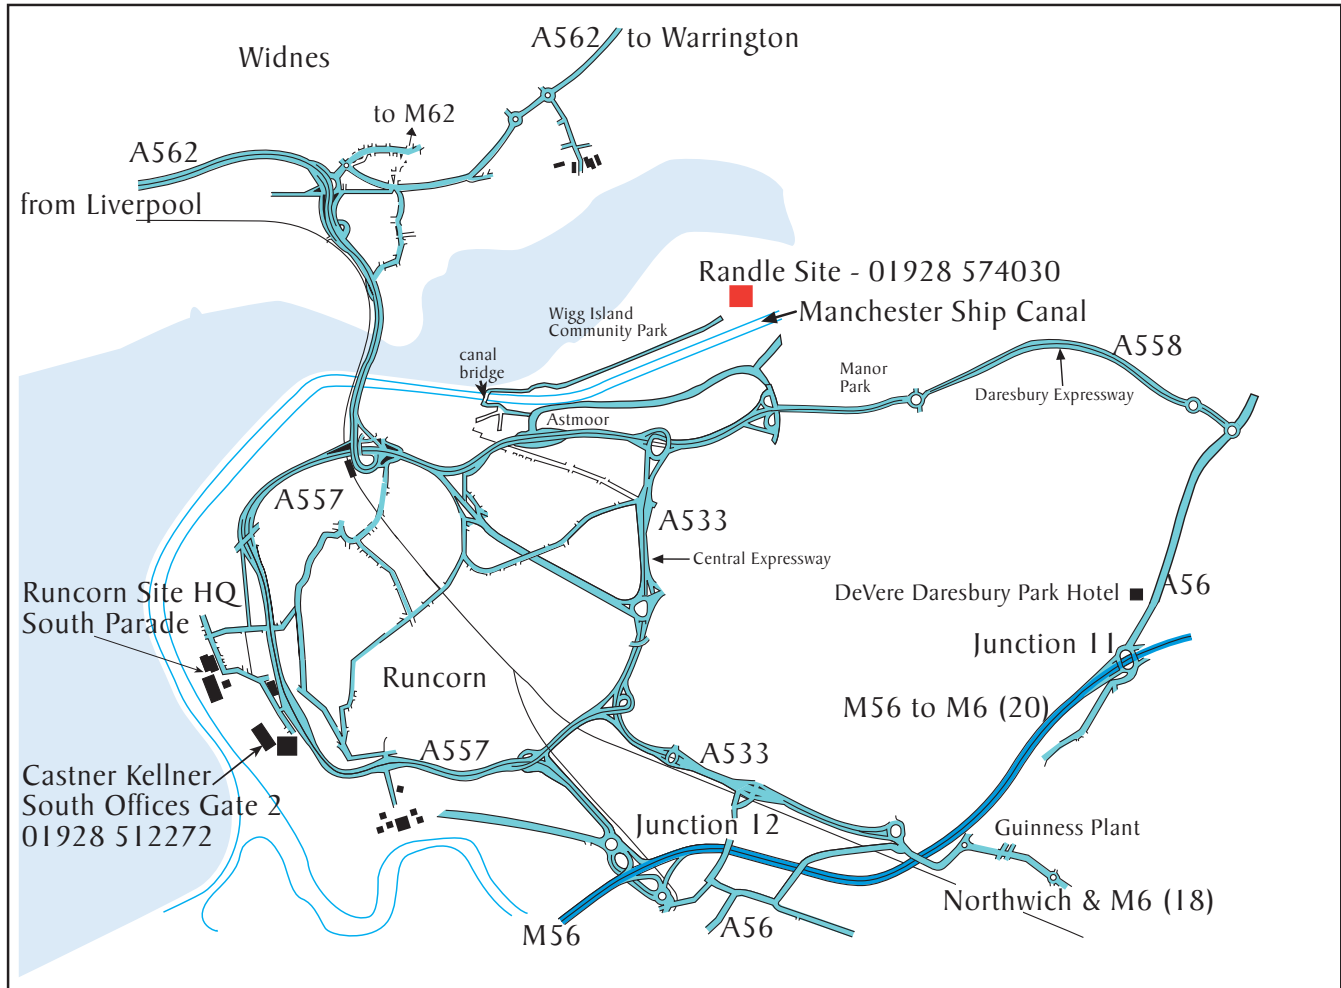 A562 to Warrington
Widnes
to M62
A562
from Liverpool
Randle Site - 01928 574030
Wigg Island
Community Park
Manchester Ship Canal
canal
bridge
A558
Manor
Park
Daresbury Expressway
Astmoor
A557
A533
Central Expressway
Runcorn Site HQ
South Parade
DeVere Daresbury Park Hotel
A56
Junction 11
Runcorn
M56 to M6 (20)
A557
A533
Castner Kellner
South Offices Gate 2
01928 512272
Junction 12
Guinness Plant
Northwich & M6 (18)
A56
M56